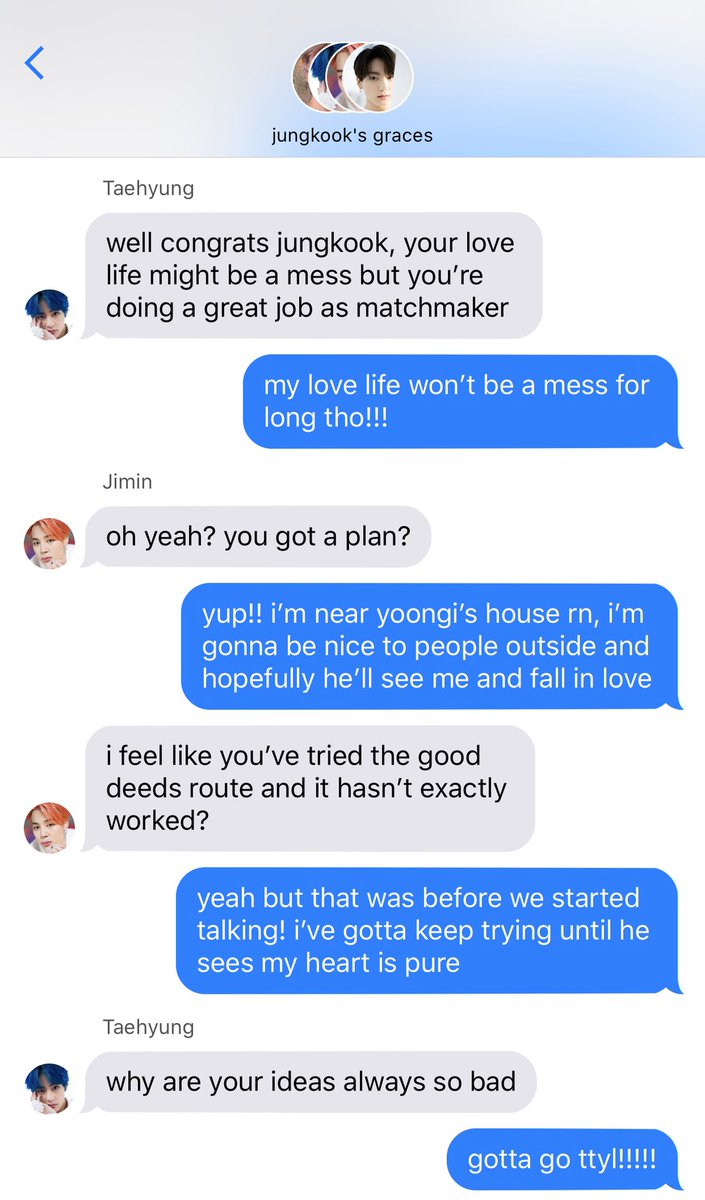 jungkook's graces
Taehyung
well congrats jungkook, your love
life might be a mess but you’re
doing a great job as matchmaker
my love life won’t be a mess for
long tho!!!
Jimin
oh yeah? you got a plan?
yup!! i’m near yoongi’s house rn, i’m
gonna be nice to people outside and
hopefully he’ll see me and fall in love
i feel like you’ve tried the good
deeds route and it hasn’t exactly
worked?
yeah but that was before we started
talking! i’ve gotta keep trying until he
sees my heart is pure
Taehyung
why are your ideas always so bad
gotta go ttyl!!!!!